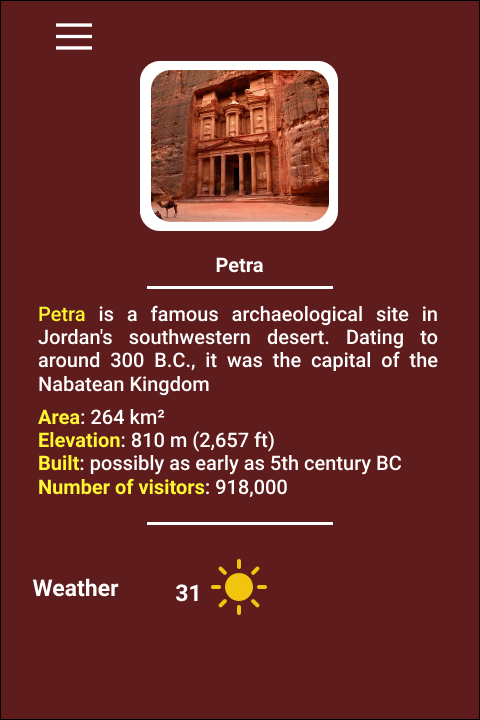 Petra
Petra is a famous archaeological site in
Jordan's southwestern desert. Dating to
around 300 B.C., it was the capital of the
Nabatean Kingdom
Area: 264 km²
Elevation: 810 m (2,657 ft)
Built: possibly as early as 5th century BC
Number of visitors: 918,000
Weather 31